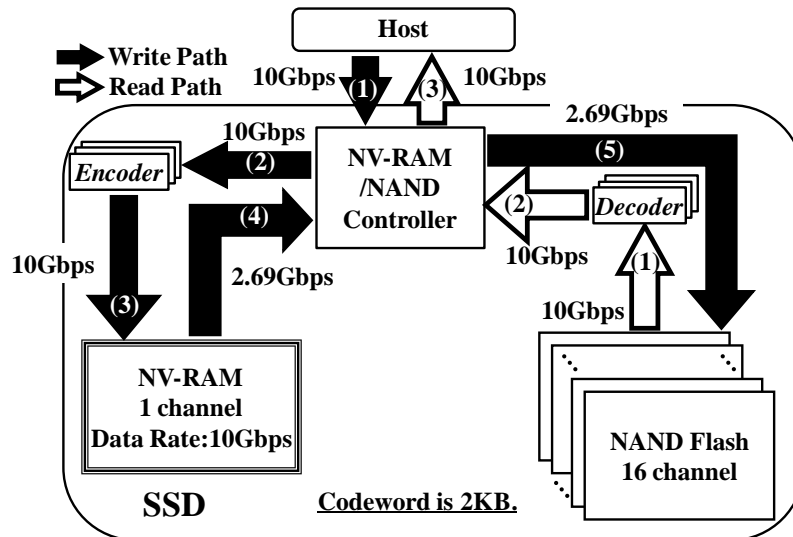 Host
Write Path
Read Path
10Gbps
(1)
(3)
10Gbps
2.69Gbps
10Gbps
Encoder
(2)
NV-RAM
/NAND
Controller
(5)
(4)
(2)
Decoder
10Gbps
(3)
2.69Gbps
10Gbps
(1)
10Gbps
NV-RAM
1 channel
Data Rate:10Gbps
NAND Flash
16 channel
SSD
Codeword is 2KB.